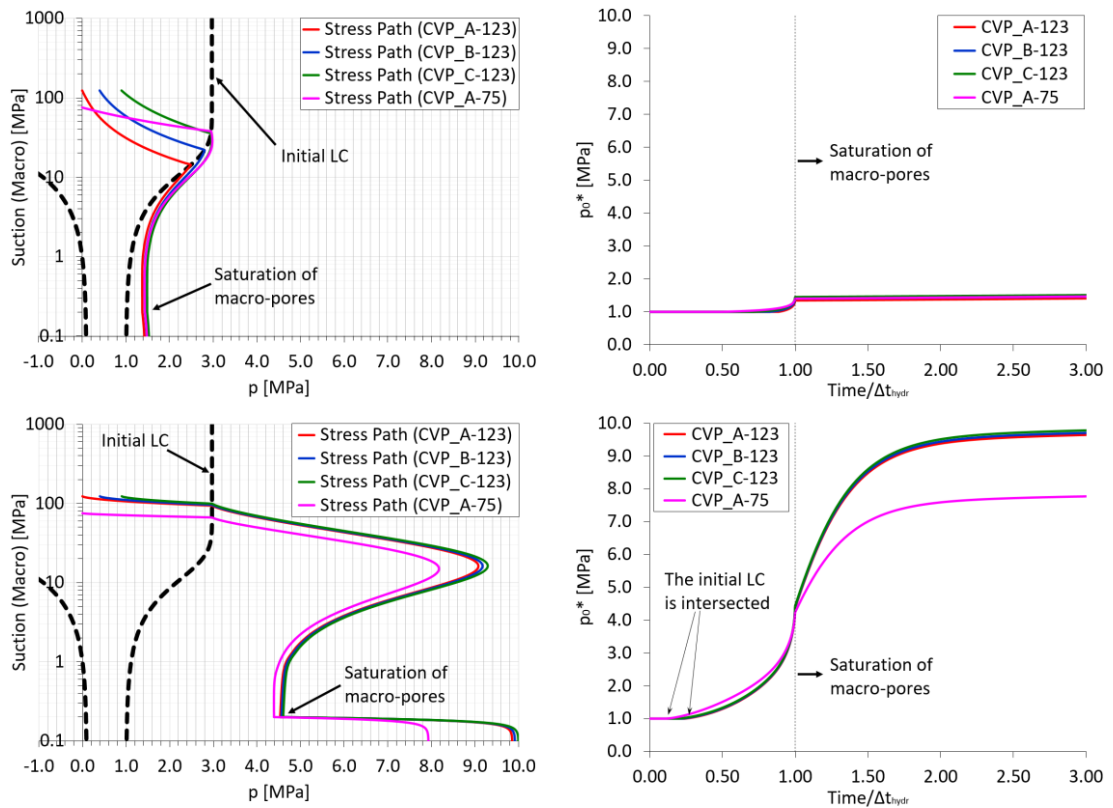 1000
100
10
1
0.1
Suction (Macro) [MPa]
Stress Path (CVP_A-123)
Stress Path (CVP_B-123)
Stress Path (CVP_C-123)
Stress Path (CVP_A-75)
Initial LC
Saturation of
macro-pores
-1.0 0.0 1.0 2.0 3.0 4.0 5.0 6.0 7.0 8.0 9.0 10.0
p [MPa]
10.0
9.0
8.0
7.0
6.0
5.0
4.0
3.0
2.0
1.0
0.0
p₀* [MPa]
CVP_A-123
CVP_B-123
CVP_C-123
CVP_A-75
Saturation of
macro-pores
0.00 0.50 1.00 1.50 2.00 2.50 3.00
Time/Δt_hydr
1000
100
10
1
0.1
Suction (Macro) [MPa]
Initial LC
Stress Path (CVP_A-123)
Stress Path (CVP_B-123)
Stress Path (CVP_C-123)
Stress Path (CVP_A-75)
Saturation of
macro-pores
-1.0 0.0 1.0 2.0 3.0 4.0 5.0 6.0 7.0 8.0 9.0 10.0
p [MPa]
10.0
9.0
8.0
7.0
6.0
5.0
4.0
3.0
2.0
1.0
0.0
p₀* [MPa]
CVP_A-123
CVP_B-123
CVP_C-123
CVP_A-75
The initial LC
is intersected
Saturation of
macro-pores
0.00 0.50 1.00 1.50 2.00 2.50 3.00
Time/Δt_hydr